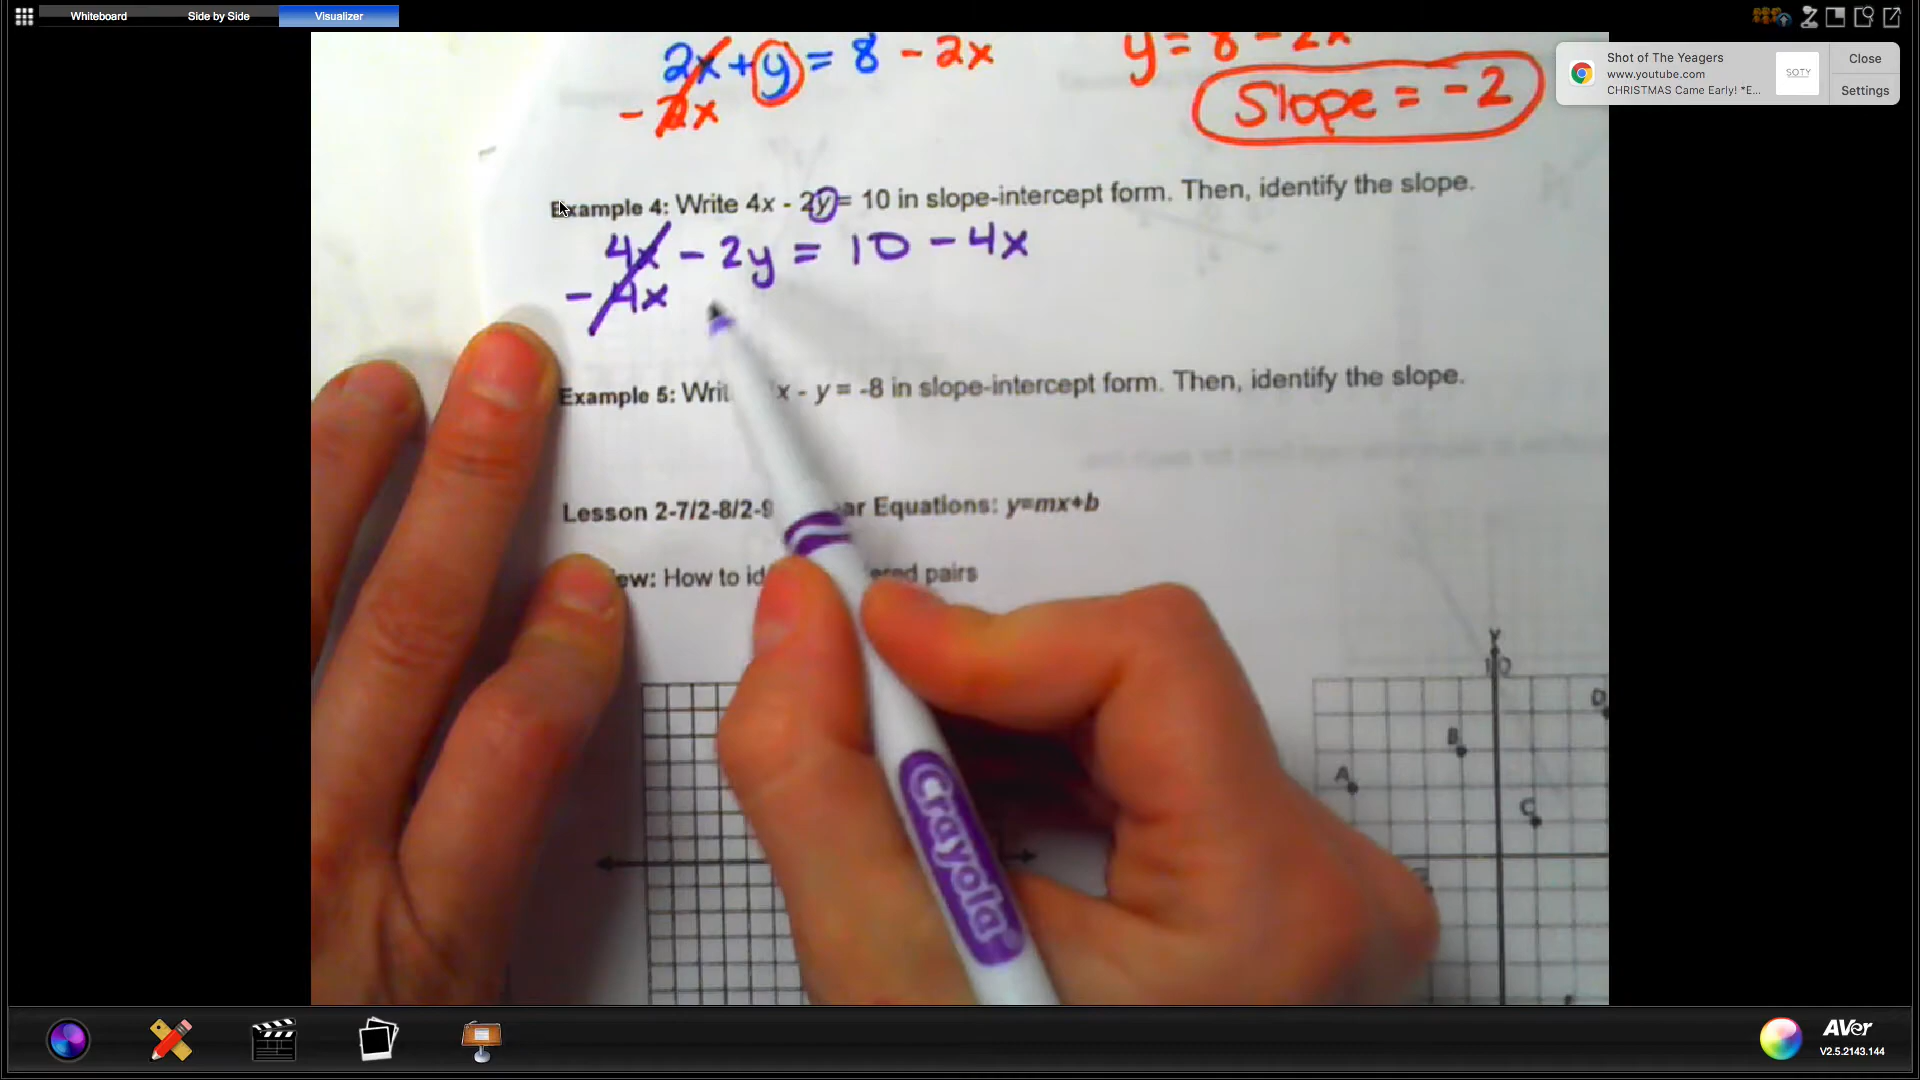 Whiteboard
Side by Side
Visualizer
Shot of The Yeagers
www.youtube.com
CHRISTMAS Came Early! *E...
SOTY
Close
Settings
2x + y = 8 - 2x
- 2x
y = 8 - 2x
Slope = -2
Example 4: Write 4x - 2y = 10 in slope-intercept form. Then, identify the slope.
4x - 2y = 10 - 4x
- 4x
Example 5: Writ x - y = -8 in slope-intercept form. Then, identify the slope.
Lesson 2-7/2-8/2-9 ar Equations: y=mx+b
ew: How to id ered pairs
Y
10
D
B
A
C
Crayola
AVer
V2.5.2143.144